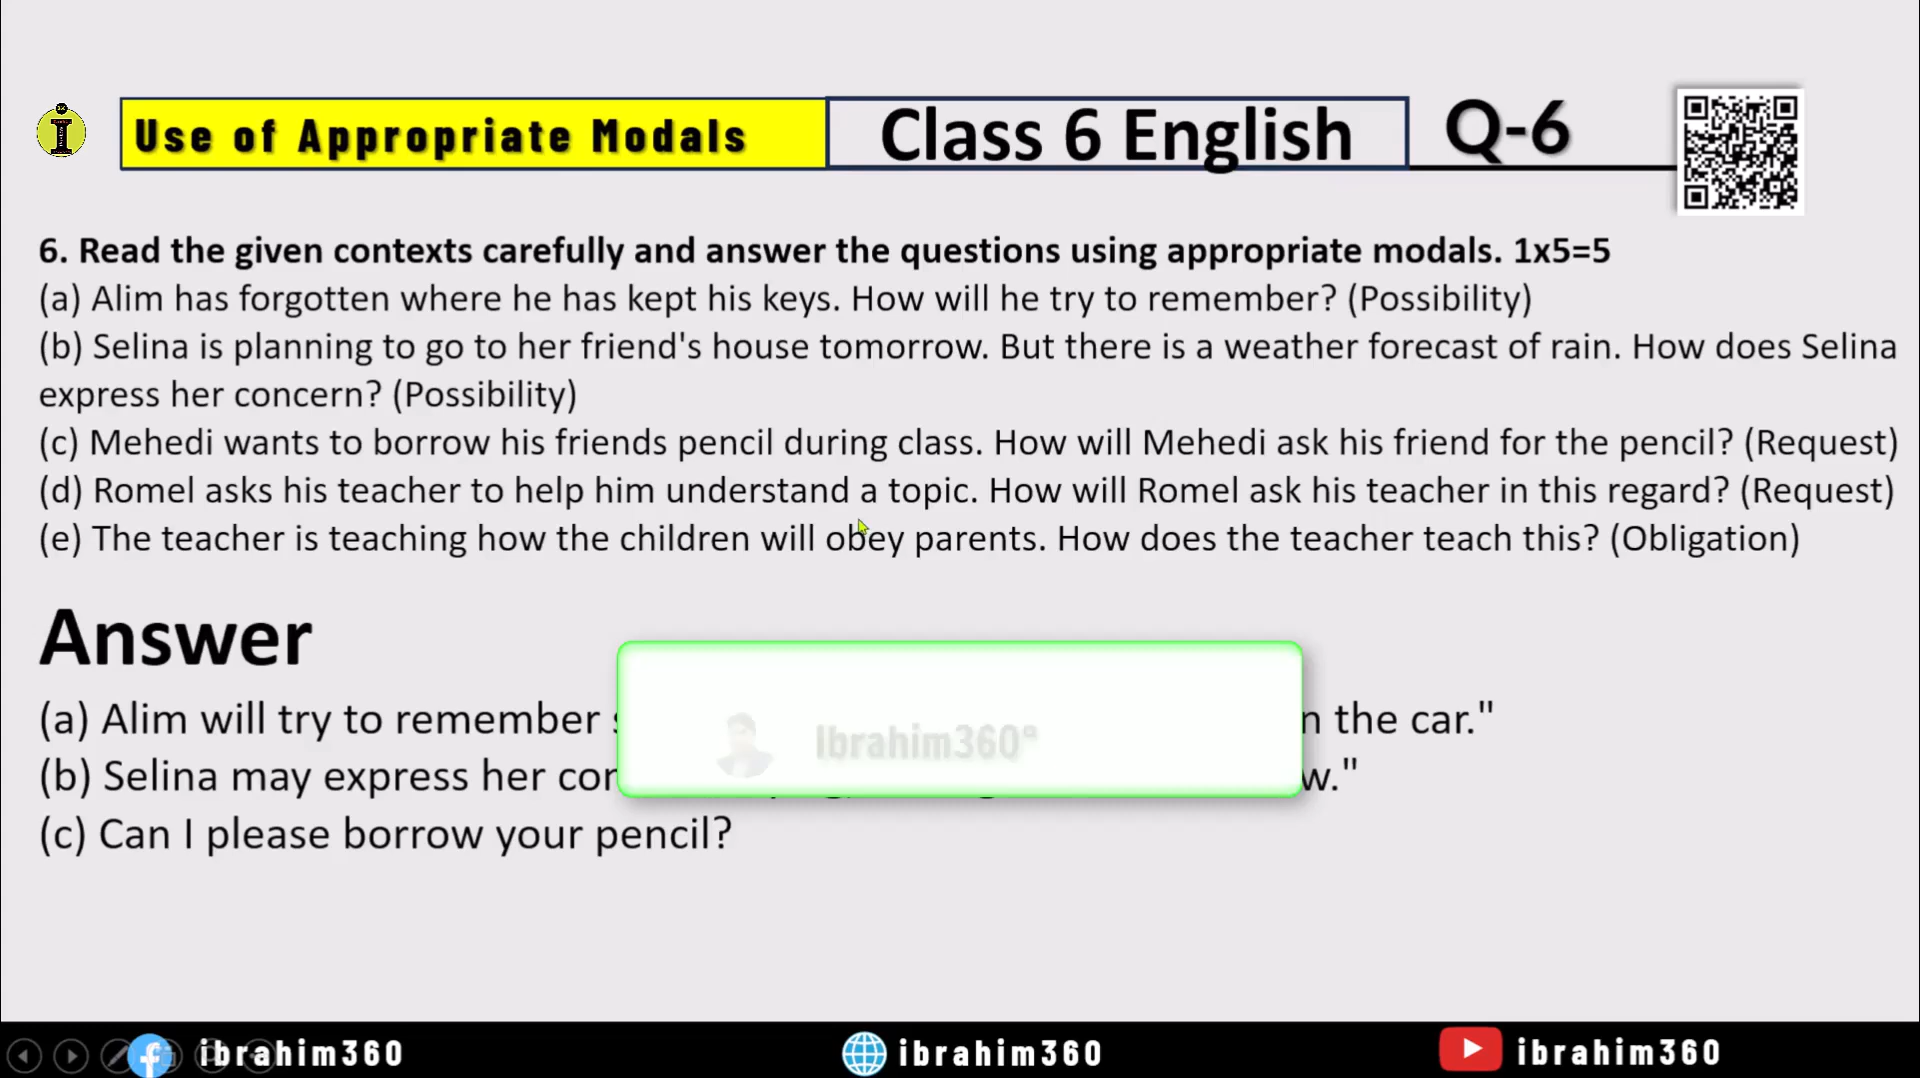 Use of Appropriate Modals
Class 6 English
Q-6
6. Read the given contexts carefully and answer the questions using appropriate modals. 1x5=5
(a) Alim has forgotten where he has kept his keys. How will he try to remember? (Possibility)
(b) Selina is planning to go to her friend's house tomorrow. But there is a weather forecast of rain. How does Selina
express her concern? (Possibility)
(c) Mehedi wants to borrow his friends pencil during class. How will Mehedi ask his friend for the pencil? (Request)
(d) Romel asks his teacher to help him understand a topic. How will Romel ask his teacher in this regard? (Request)
(e) The teacher is teaching how the children will obey parents. How does the teacher teach this? (Obligation)
Answer
(a) Alim will try to remember the car."
(b) Selina may express her
Ibrahim360°
(c) Can I please borrow your pencil?
ibrahim360
ibrahim360
ibrahim360